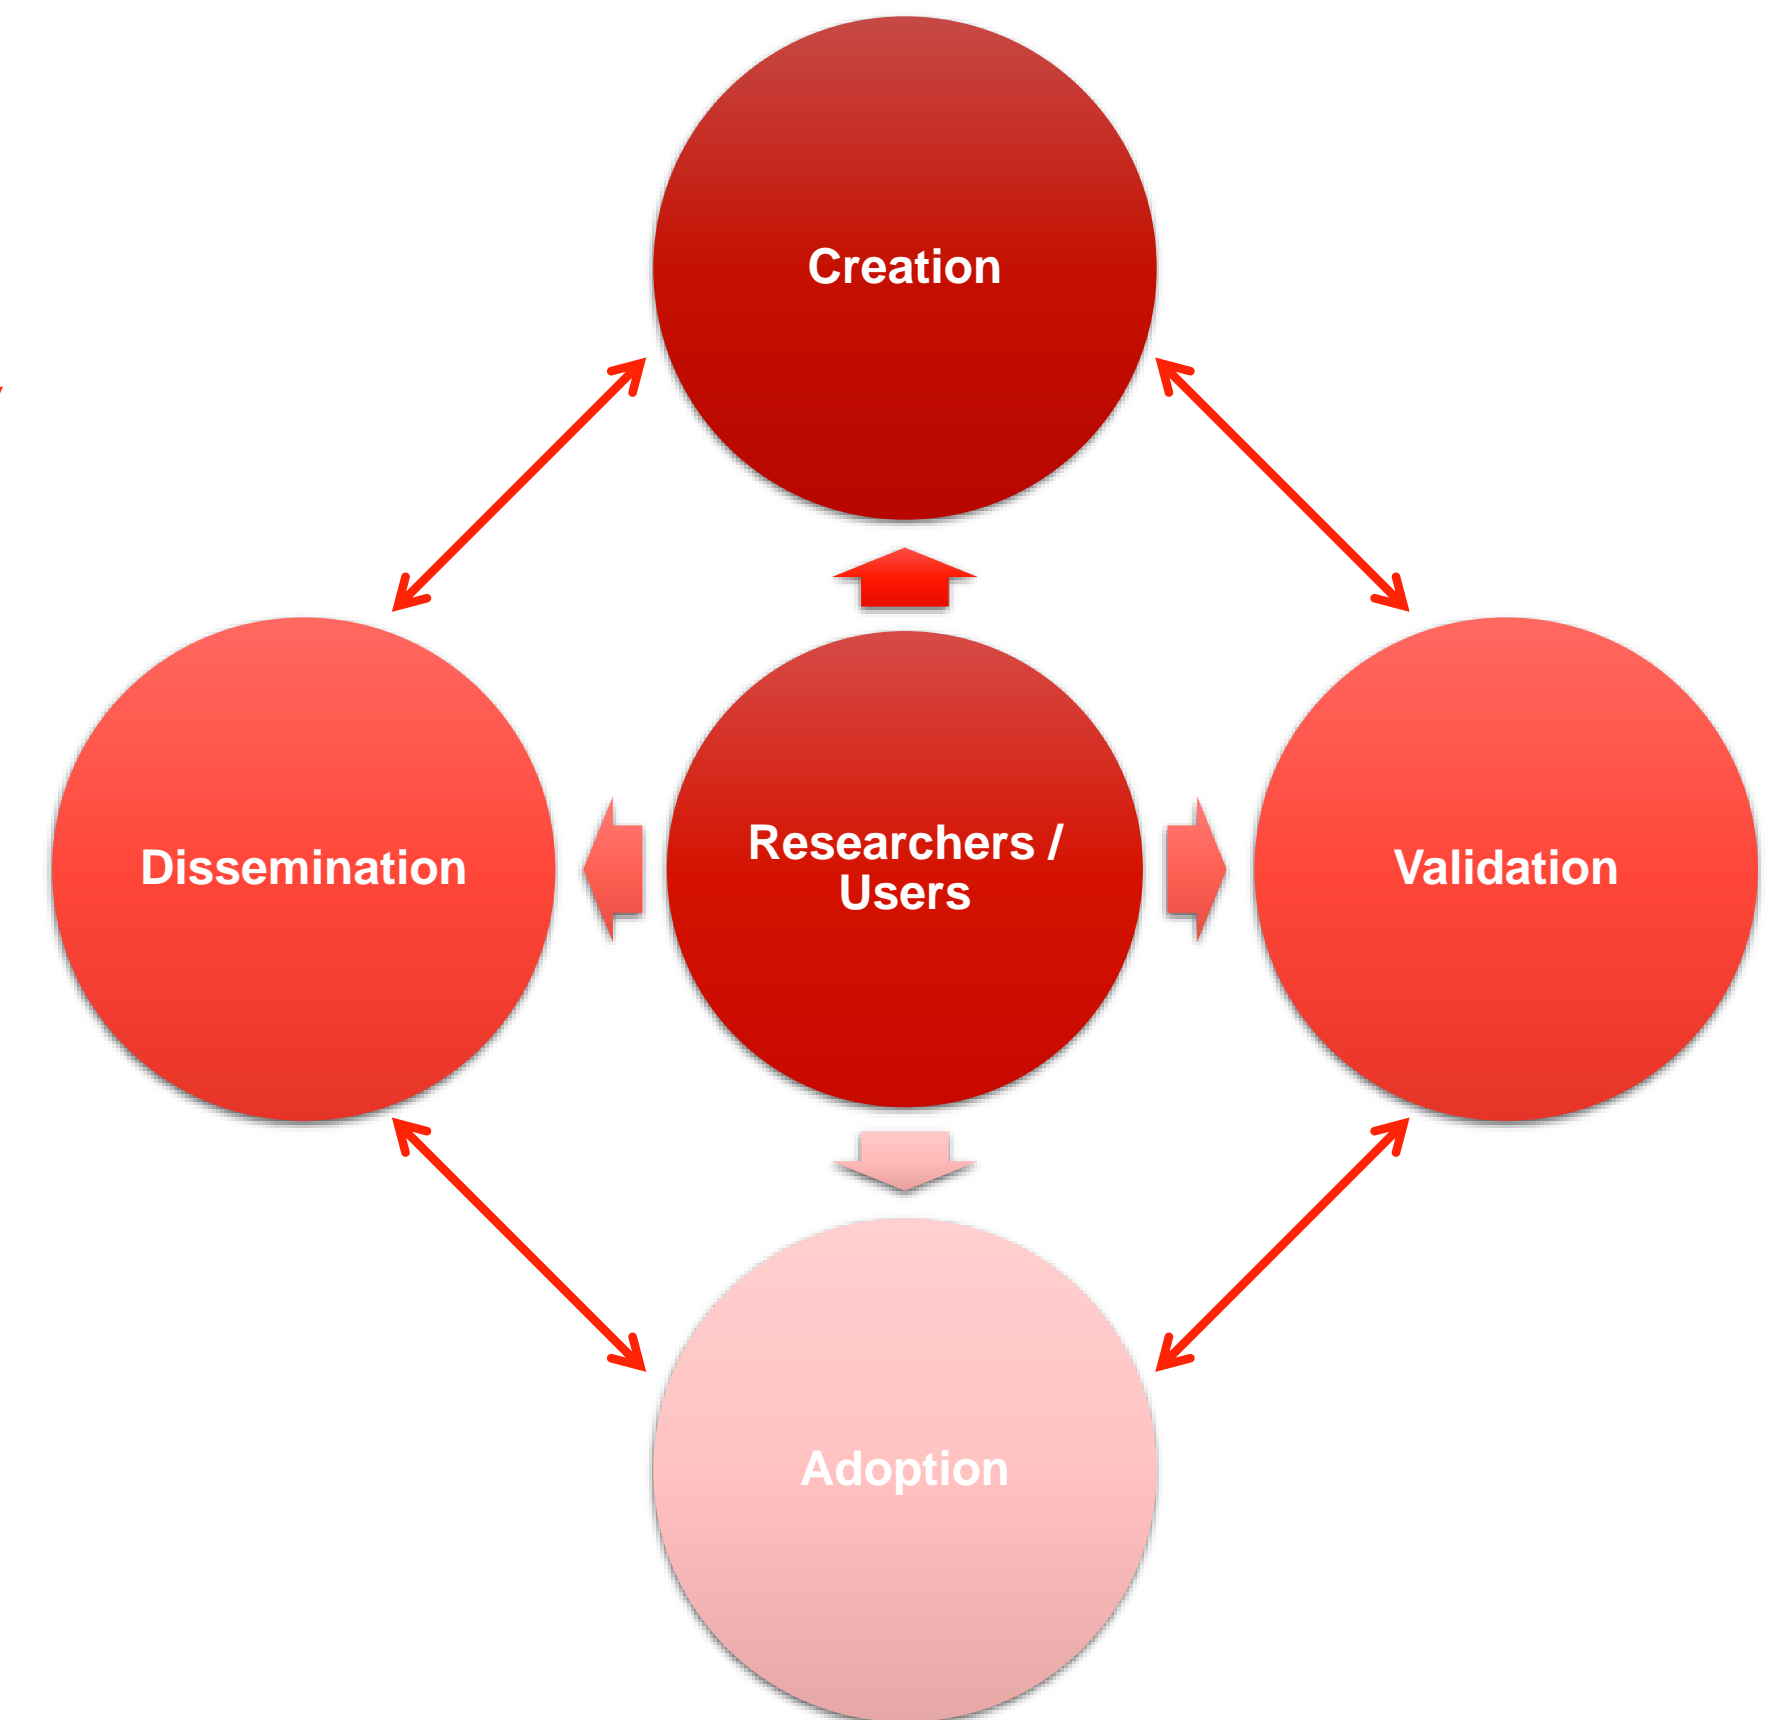 Creation
Dissemination
Researchers /
Users
Validation
Adoption